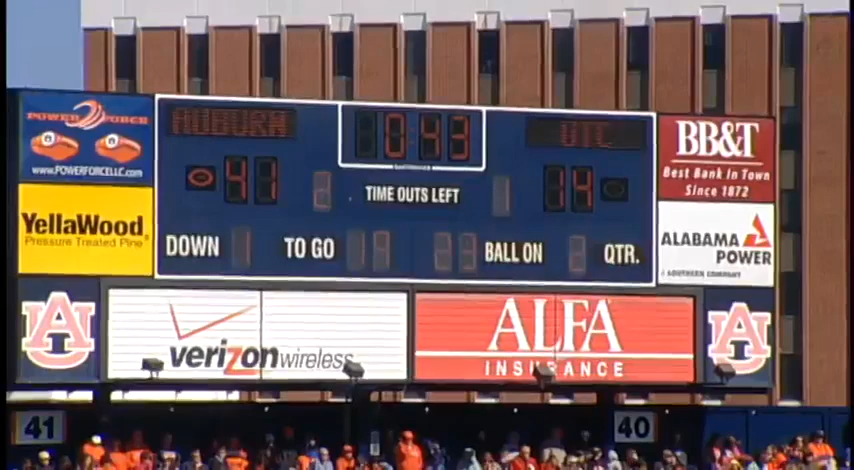 POWER FORCE
www.POWERFORCELLC.com
YellaWood®
Pressure Treated Pine
AUBURN
0:43
UTC
41
TIME OUTS LEFT
14
DOWN
TO GO
BALL ON
QTR.
BB&T
Best Bank In Town
Since 1872
ALABAMA
POWER
A SOUTHERN COMPANY
AU
verizonwireless
ALFA
INSURANCE
AU
41
40